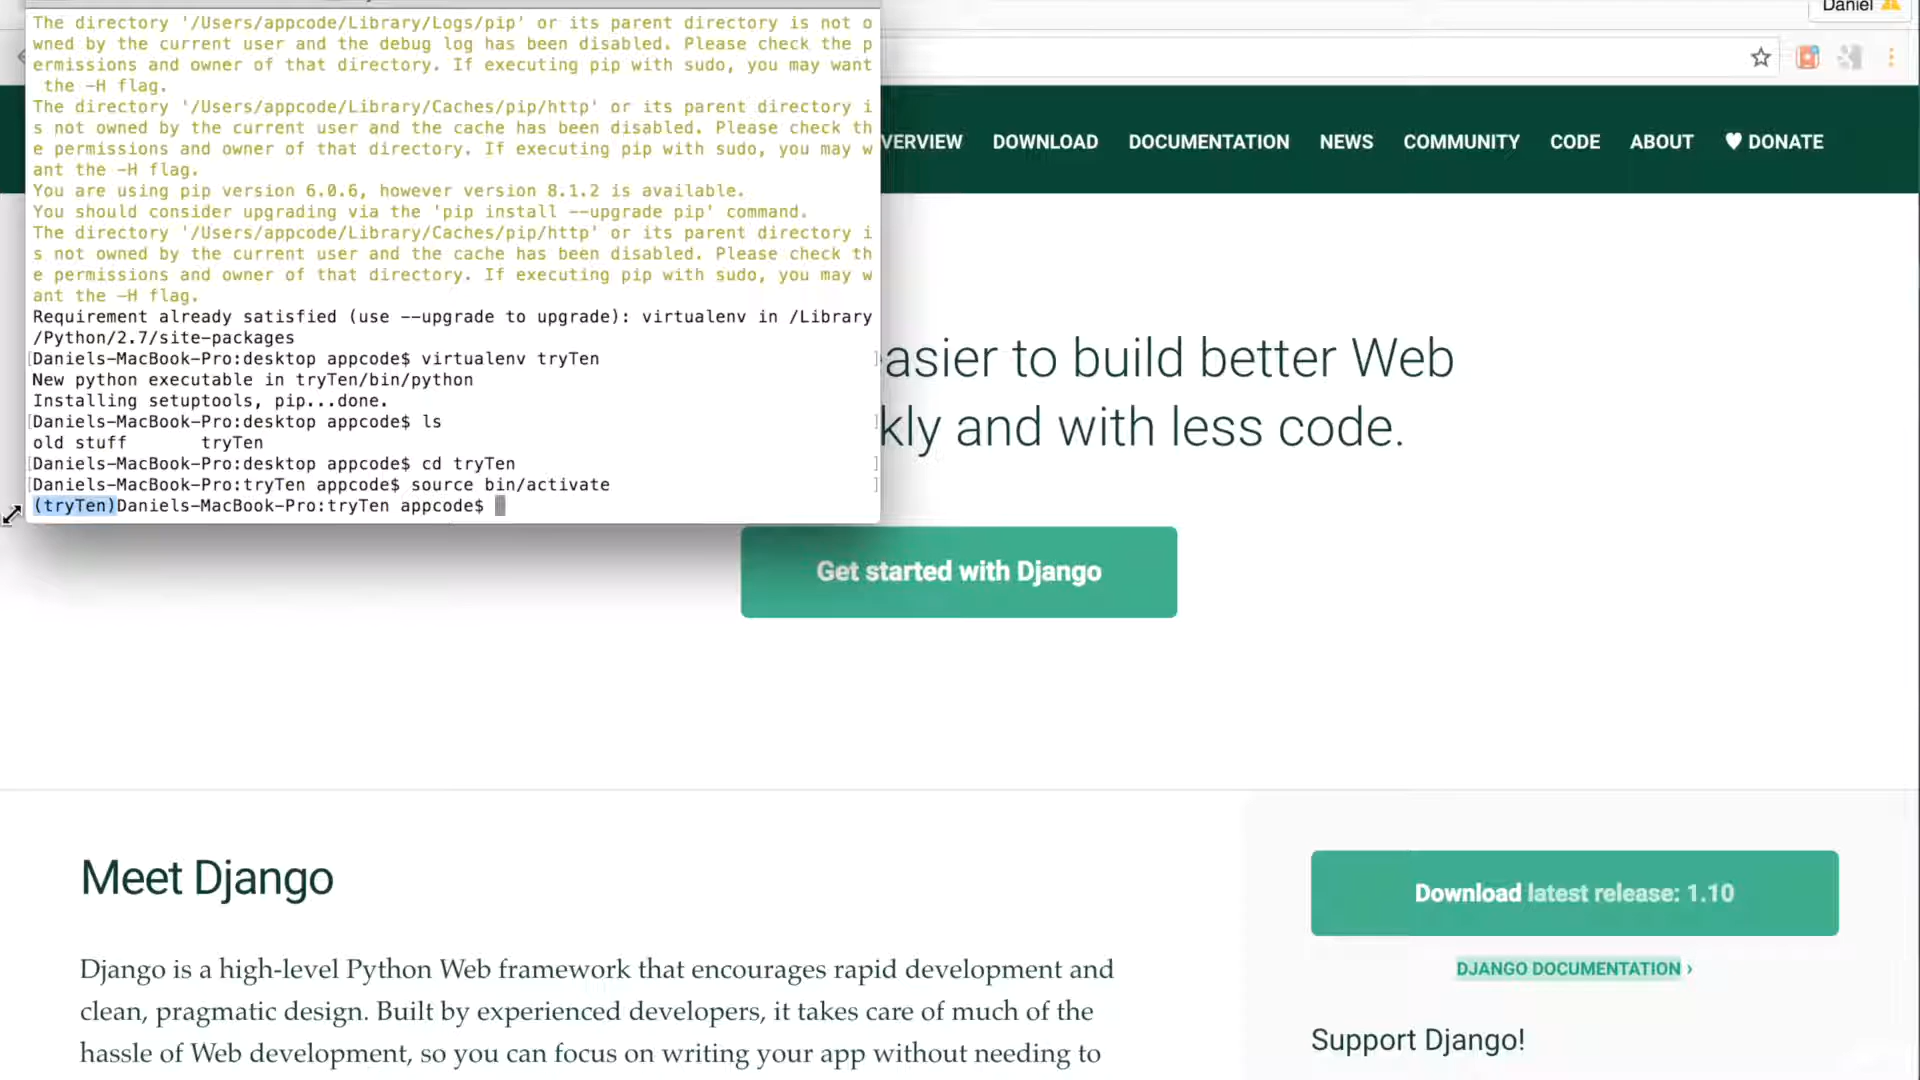 The directory '/Users/appcode/Library/Logs/pip' or its parent directory is not o
wned by the current user and the debug log has been disabled. Please check the p
ermissions and owner of that directory. If executing pip with sudo, you may want
 the -H flag.
The directory '/Users/appcode/Library/Caches/pip/http' or its parent directory i
s not owned by the current user and the cache has been disabled. Please check th
e permissions and owner of that directory. If executing pip with sudo, you may w
ant the -H flag.
You are using pip version 6.0.6, however version 8.1.2 is available.
You should consider upgrading via the 'pip install --upgrade pip' command.
The directory '/Users/appcode/Library/Caches/pip/http' or its parent directory i
s not owned by the current user and the cache has been disabled. Please check th
e permissions and owner of that directory. If executing pip with sudo, you may w
ant the -H flag.
Requirement already satisfied (use --upgrade to upgrade): virtualenv in /Library
/Python/2.7/site-packages
[Daniels-MacBook-Pro:desktop appcode$ virtualenv tryTen ]
New python executable in tryTen/bin/python
Installing setuptools, pip...done.
[Daniels-MacBook-Pro:desktop appcode$ ls ]
old stuff tryTen
[Daniels-MacBook-Pro:desktop appcode$ cd tryTen ]
[Daniels-MacBook-Pro:tryTen appcode$ source bin/activate ]
(tryTen)Daniels-MacBook-Pro:tryTen appcode$
Daniel
VERVIEW DOWNLOAD DOCUMENTATION NEWS COMMUNITY CODE ABOUT ♥ DONATE
asier to build better Web
kly and with less code.
Get started with Django
Meet Django
Django is a high-level Python Web framework that encourages rapid development and
clean, pragmatic design. Built by experienced developers, it takes care of much of the
hassle of Web development, so you can focus on writing your app without needing to
Download latest release: 1.10
DJANGO DOCUMENTATION ›
Support Django!